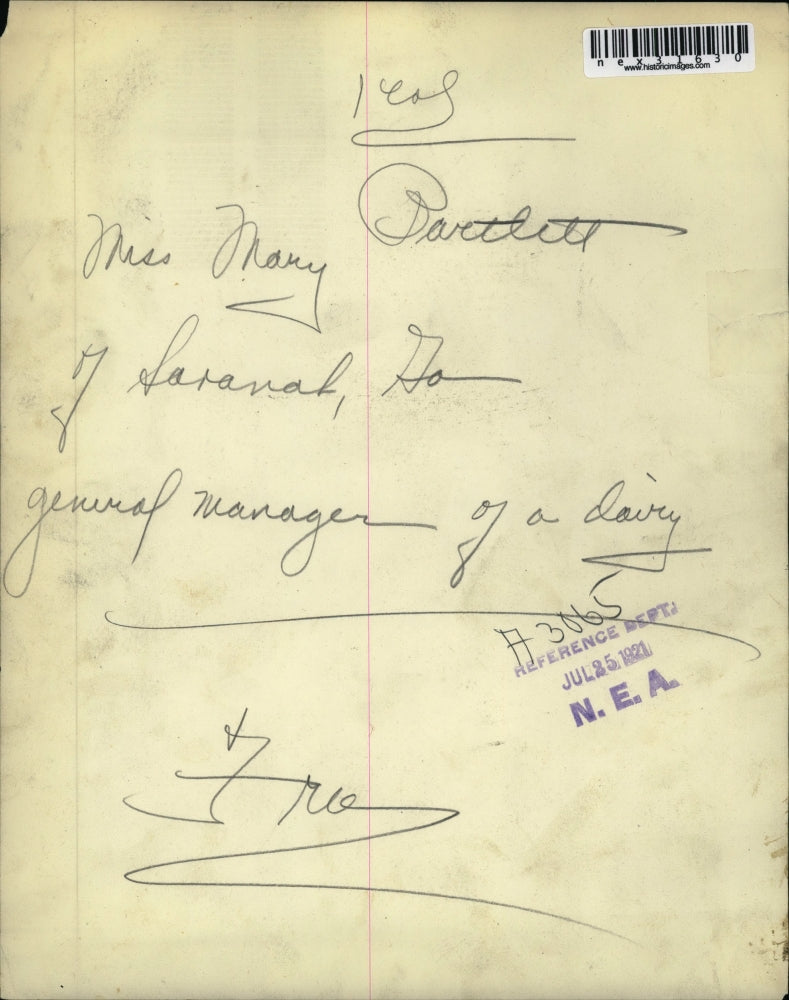 nex31630
www.historicimages.com
1 col
Bartlett
Miss Mary
of Savanah, Ga
general manager of a dairy
A 3065
REFERENCE DEPT.
JUL 25 1921
N. E. A.
Free